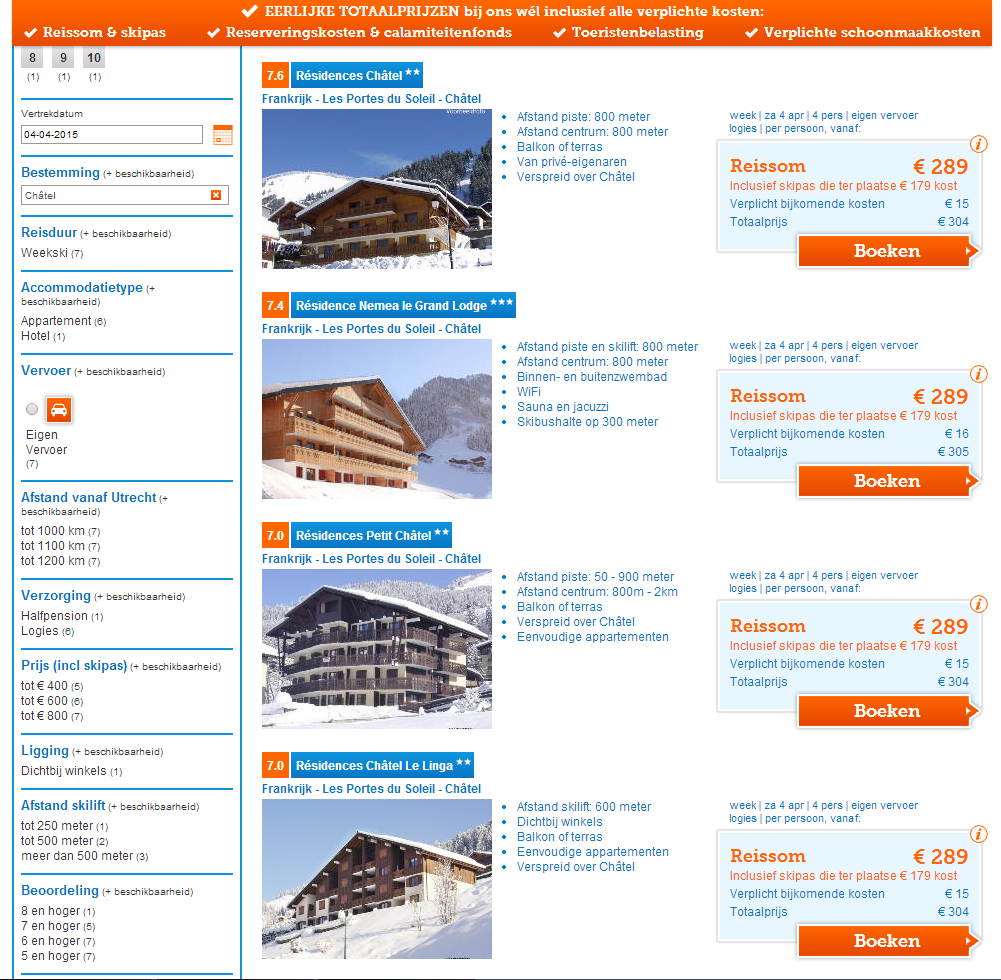 EERLIJKE TOTAALPRIJZEN bij ons wél inclusief alle verplichte kosten:
Reissom & skipas Reserveringskosten & calamiteitenfonds Toeristenbelasting Verplichte schoonmaakkosten
8 9 10
(1) (1) (1)
Vertrekdatum
04-04-2015
Bestemming (+ beschikbaarheid)
Châtel
Reisduur (+ beschikbaarheid)
Weekski (7)
Accommodatietype (+
beschikbaarheid)
Appartement (6)
Hotel (1)
Vervoer (+ beschikbaarheid)
Eigen
Vervoer
(7)
Afstand vanaf Utrecht (+
beschikbaarheid)
tot 1000 km (7)
tot 1100 km (7)
tot 1200 km (7)
Verzorging (+ beschikbaarheid)
Halfpension (1)
Logies (6)
Prijs (incl skipas) (+ beschikbaarheid)
tot € 400 (5)
tot € 600 (6)
tot € 800 (7)
Ligging (+ beschikbaarheid)
Dichtbij winkels (1)
Afstand skilift (+ beschikbaarheid)
tot 250 meter (1)
tot 500 meter (2)
meer dan 500 meter (3)
Beoordeling (+ beschikbaarheid)
8 en hoger (1)
7 en hoger (5)
6 en hoger (7)
5 en hoger (7)
7.6 Résidences Châtel **
Frankrijk - Les Portes du Soleil - Châtel
Voorbeeldfoto
Afstand piste: 800 meter
Afstand centrum: 800 meter
Balkon of terras
Van privé-eigenaren
Verspreid over Châtel
week | za 4 apr | 4 pers | eigen vervoer
logies | per persoon, vanaf:
i
Reissom € 289
Inclusief skipas die ter plaatse € 179 kost
Verplicht bijkomende kosten € 15
Totaalprijs € 304
Boeken
7.4 Résidence Nemea le Grand Lodge ***
Frankrijk - Les Portes du Soleil - Châtel
Afstand piste en skilift: 800 meter
Afstand centrum: 800 meter
Binnen- en buitenzwembad
WiFi
Sauna en jacuzzi
Skibushalte op 300 meter
week | za 4 apr | 4 pers | eigen vervoer
logies | per persoon, vanaf:
i
Reissom € 289
Inclusief skipas die ter plaatse € 179 kost
Verplicht bijkomende kosten € 16
Totaalprijs € 305
Boeken
7.0 Résidences Petit Châtel **
Frankrijk - Les Portes du Soleil - Châtel
Afstand piste: 50 - 900 meter
Afstand centrum: 800m - 2km
Balkon of terras
Verspreid over Châtel
Eenvoudige appartementen
week | za 4 apr | 4 pers | eigen vervoer
logies | per persoon, vanaf:
i
Reissom € 289
Inclusief skipas die ter plaatse € 179 kost
Verplicht bijkomende kosten € 15
Totaalprijs € 304
Boeken
7.0 Résidences Châtel Le Linga **
Frankrijk - Les Portes du Soleil - Châtel
Afstand skilift: 600 meter
Dichtbij winkels
Balkon of terras
Eenvoudige appartementen
Verspreid over Châtel
week | za 4 apr | 4 pers | eigen vervoer
logies | per persoon, vanaf:
i
Reissom € 289
Inclusief skipas die ter plaatse € 179 kost
Verplicht bijkomende kosten € 15
Totaalprijs € 304
Boeken